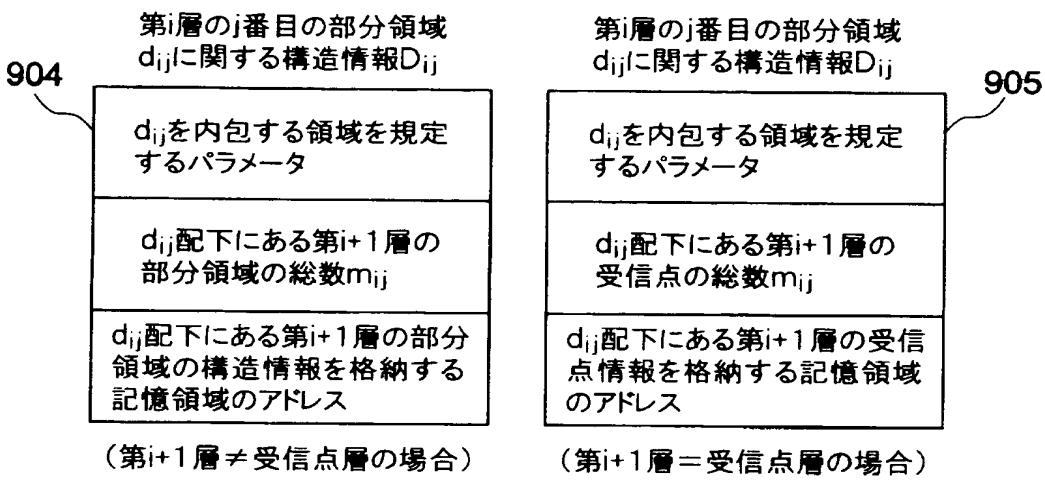 第i層のj番目の部分領域
dijに関する構造情報Dij
904
dijを内包する領域を規定
するパラメータ
dij配下にある第i+1層の
部分領域の総数mij
dij配下にある第i+1層の部分
領域の構造情報を格納する
記憶領域のアドレス
(第i+1層≠受信点層の場合)
第i層のj番目の部分領域
dijに関する構造情報Dij
905
dijを内包する領域を規定
するパラメータ
dij配下にある第i+1層の
受信点の総数mij
dij配下にある第i+1層の受信
点情報を格納する記憶領域
のアドレス
(第i+1層=受信点層の場合)